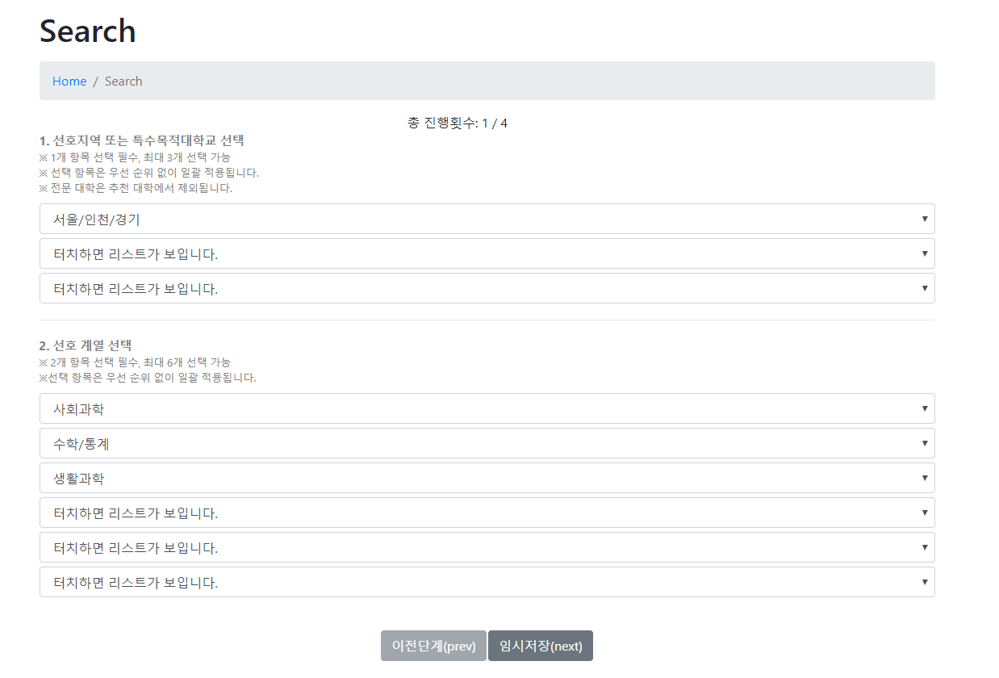 Search
Home / Search
총 진행횟수: 1 / 4
1. 선호지역 또는 특수목적대학교 선택
※ 1개 항목 선택 필수, 최대 3개 선택 가능
※ 선택 항목은 우선 순위 없이 일괄 적용됩니다.
※ 전문 대학은 추천 대학에서 제외됩니다.
서울/인천/경기
터치하면 리스트가 보입니다.
터치하면 리스트가 보입니다.
2. 선호 계열 선택
※ 2개 항목 선택 필수, 최대 6개 선택 가능
※선택 항목은 우선 순위 없이 일괄 적용됩니다.
사회과학
수학/통계
생활과학
터치하면 리스트가 보입니다.
터치하면 리스트가 보입니다.
터치하면 리스트가 보입니다.
이전단계(prev) 임시저장(next)